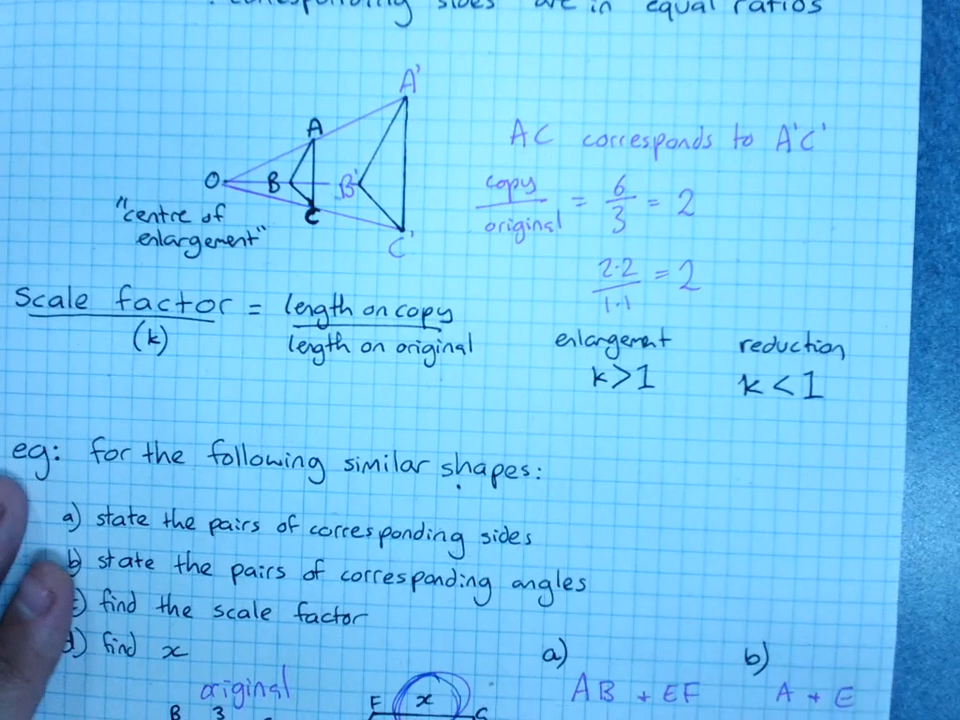 corresponding sides are in equal ratios
A'
A
O B B'
C
C'
"centre of
enlargement"
AC corresponds to A'C'
copy/original = 6/3 = 2
2.2/1.1 = 2
Scale factor = length on copy
(k) length on original
enlargement reduction
k>1 k<1
eg: for the following similar shapes:
a) state the pairs of corresponding sides
b) state the pairs of corresponding angles
c) find the scale factor
d) find x
a) b)
original AB + EF A + E
B 3 F x G